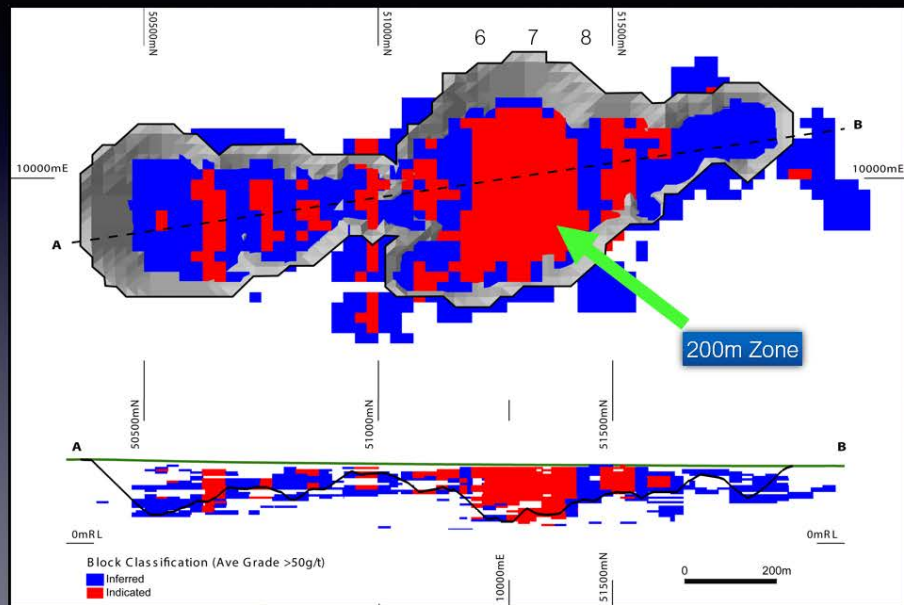 50500mN
51000mN
51500mN
6 7 8
10000mE
10000mE
A
B
200m Zone
50500mN
51000mN
51500mN
A
B
0mRL
0mRL
Block Classification (Ave Grade >50g/t)
Inferred
Indicated
10000mE
51500mN
0 200m